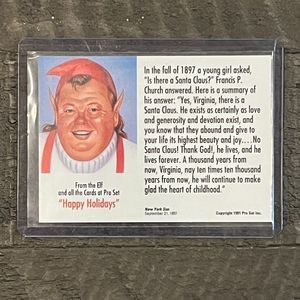 In the fall of 1897 a young girl asked,
"Is there a Santa Claus?" Francis P.
Church answered. Here is a summary
of his answer: "Yes, Virginia, there is a
Santa Claus. He exists as certainly as love
and generosity and devotion exist, and
you know that they abound and give to
your life its highest beauty and joy....No
Santa Claus! Thank God!, he lives, and he
lives forever. A thousand years from
now, Virginia, nay ten times ten thousand
years from now, he will continue to make
glad the heart of childhood."
New York Sun
September 21, 1897
Copyright 1991 Pro Set Inc.
From the Elf
and all the Cards at Pro Set
"Happy Holidays"